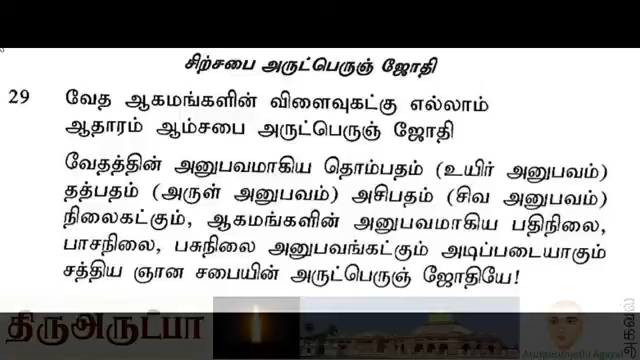 சிற்சபை அருட்பெருஞ் ஜோதி
29 வேத ஆகமங்களின் விளைவுகட்கு எல்லாம்
ஆதாரம் ஆம்சபை அருட்பெருஞ் ஜோதி
வேதத்தின் அனுபவமாகிய தொம்பதம் (உயிர் அனுபவம்)
தத்பதம் (அருள் அனுபவம்) அசிபதம் (சிவ அனுபவம்)
நிலைகட்கும், ஆகமங்களின் அனுபவமாகிய பதிநிலை,
பாசநிலை, பசுநிலை அனுபவங்கட்கும் அடிப்படையாகும்
சத்திய ஞான சபையின் அருட்பெருஞ் ஜோதியே!
திருஅருட்பா
அகவல்